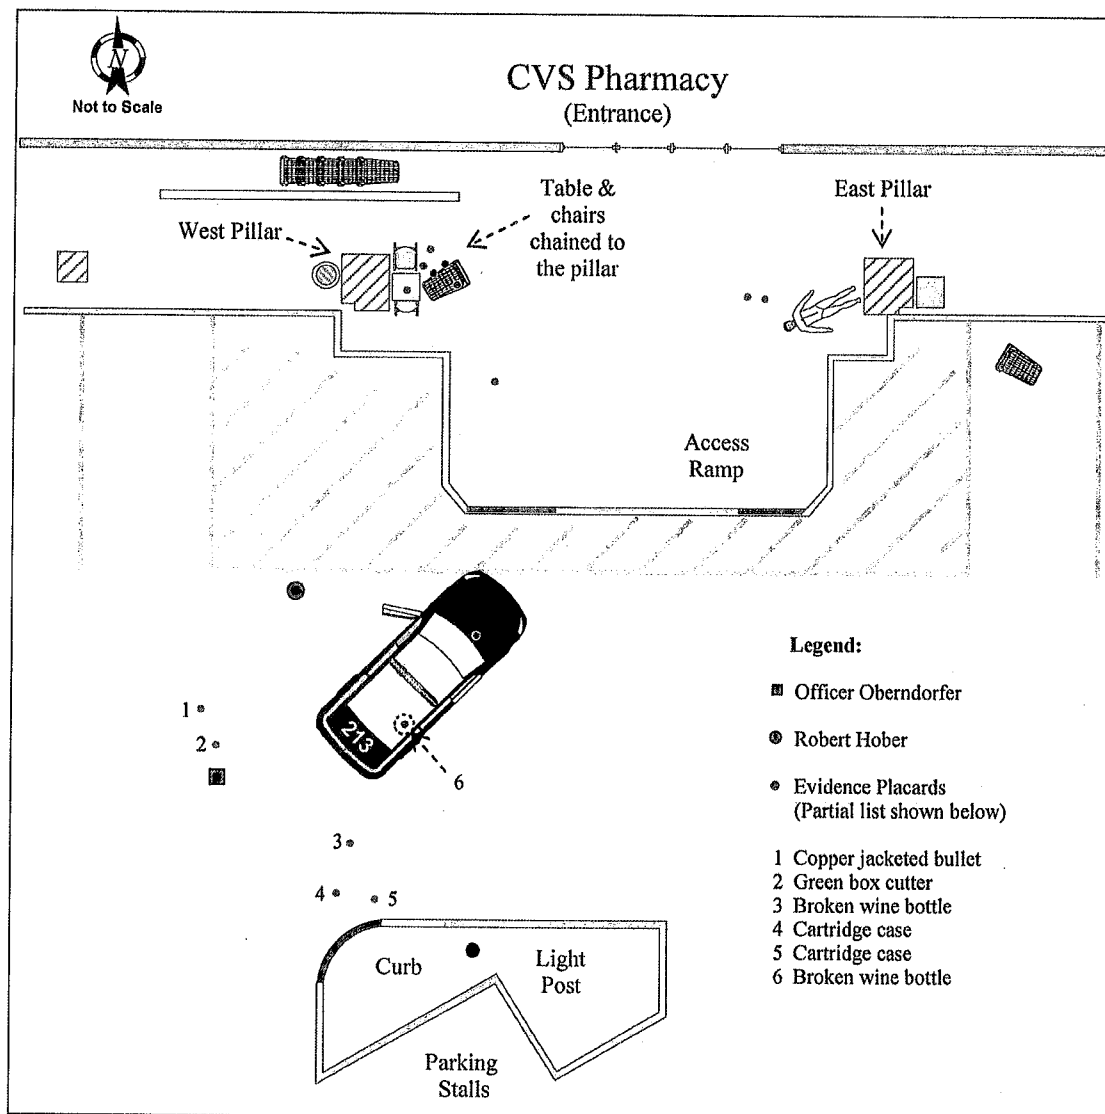 N
Not to Scale
CVS Pharmacy
(Entrance)
Table &
chairs
chained to
the pillar
West Pillar
East Pillar
Access
Ramp
213
1
2
6
3
4
5
Curb
Light
Post
Parking
Stalls
Legend:
Officer Oberndorfer
Robert Hober
Evidence Placards
(Partial list shown below)
1 Copper jacketed bullet
2 Green box cutter
3 Broken wine bottle
4 Cartridge case
5 Cartridge case
6 Broken wine bottle